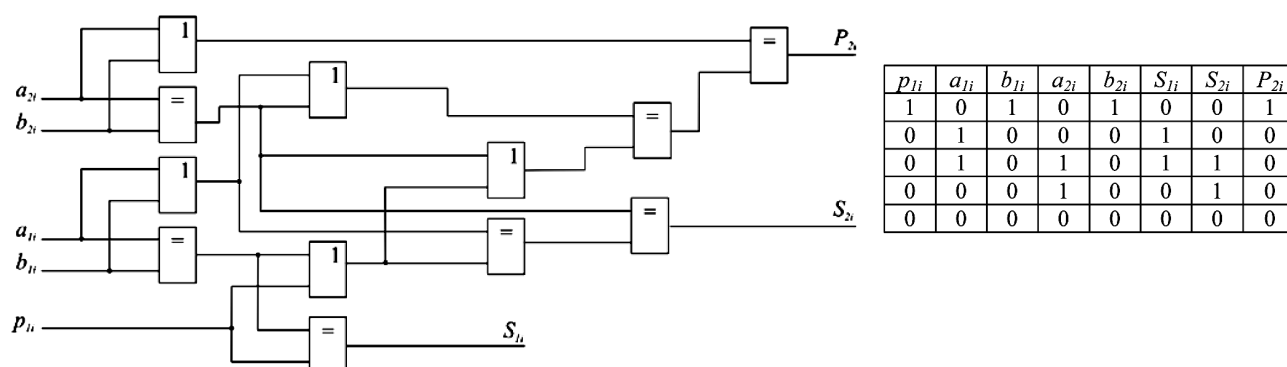 1
=
P2i
=
1
a2i
=
b2i
=
1
1
a1i
=
=
S2i
b1i
=
1
p1i
=
S1i
p1i a1i b1i a2i b2i S1i S2i P2i
1 0 1 0 1 0 0 1
0 1 0 0 0 1 0 0
0 1 0 1 0 1 1 0
0 0 0 1 0 0 1 0
0 0 0 0 0 0 0 0